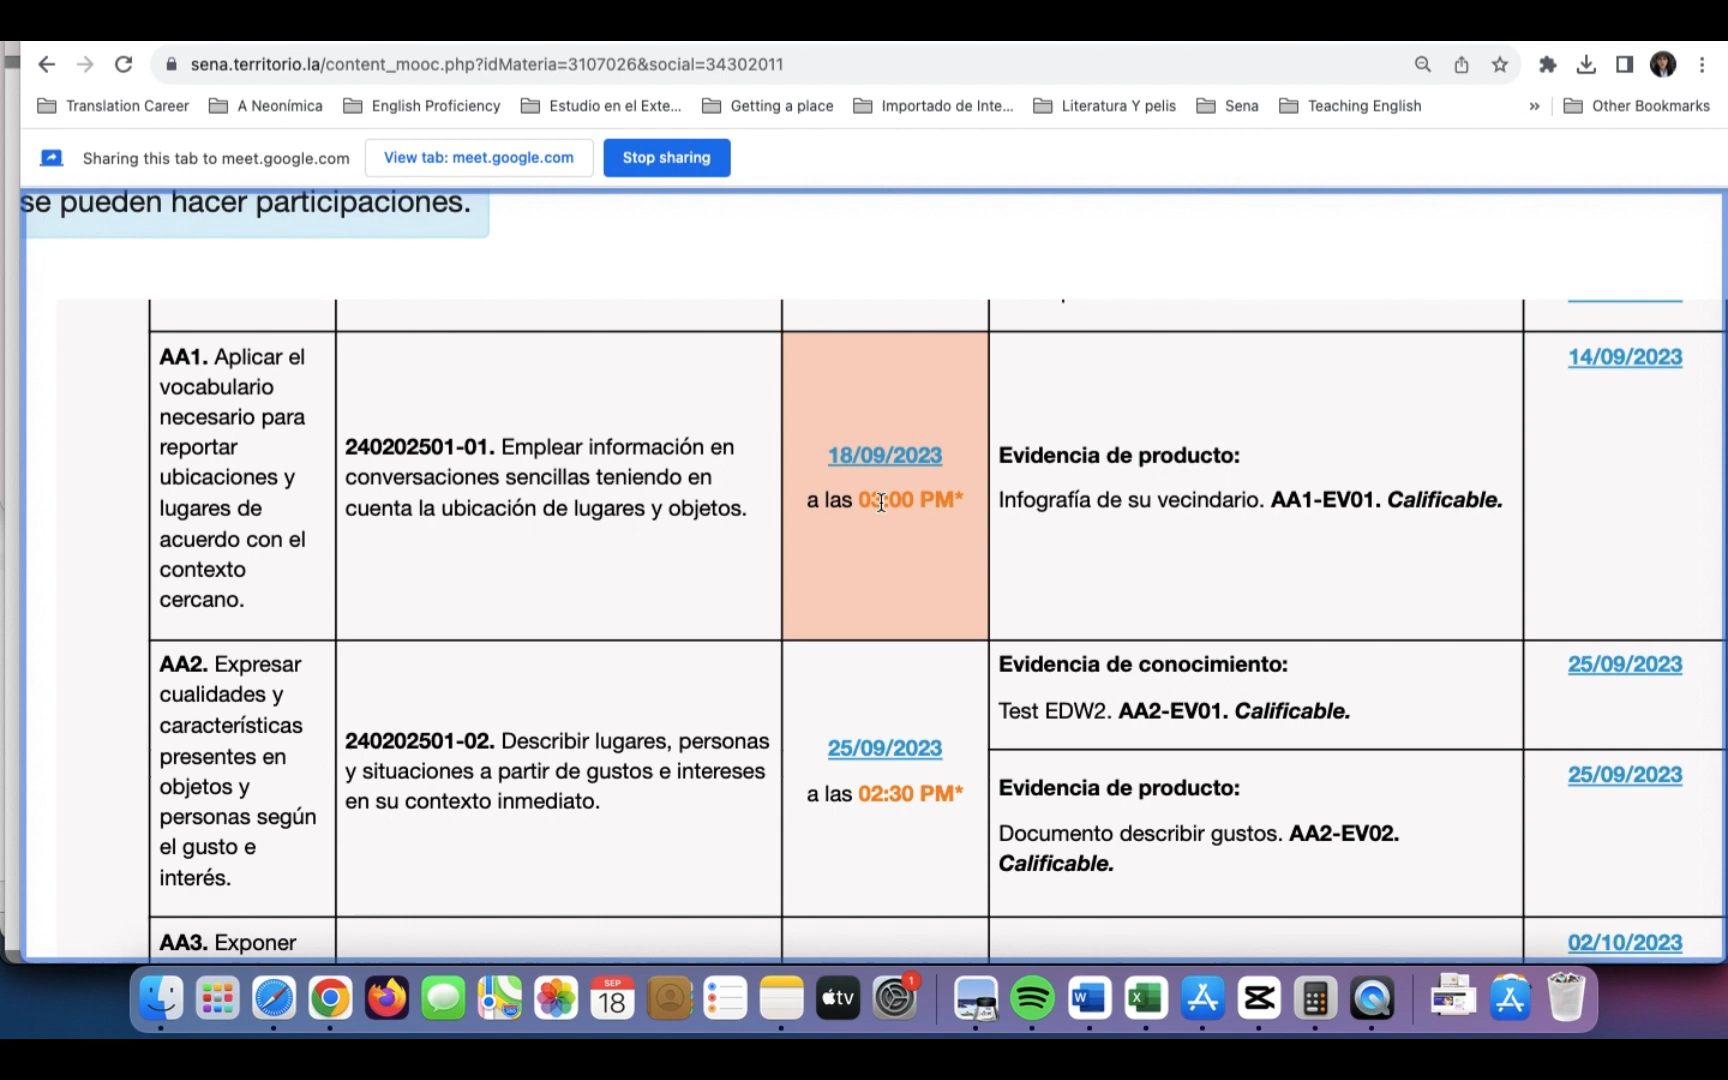 sena.territorio.la/content_mooc.php?idMateria=3107026&social=34302011
Translation Career
A Neonímica
English Proficiency
Estudio en el Exte...
Getting a place
Importado de Inte...
Literatura Y pelis
Sena
Teaching English
»
Other Bookmarks
Sharing this tab to meet.google.com
View tab: meet.google.com
Stop sharing
se pueden hacer participaciones.
AA1. Aplicar el
vocabulario
necesario para
reportar
ubicaciones y
lugares de
acuerdo con el
contexto
cercano.
240202501-01. Emplear información en
conversaciones sencillas teniendo en
cuenta la ubicación de lugares y objetos.
18/09/2023
a las 03:00 PM*
Evidencia de producto:
Infografía de su vecindario. AA1-EV01. Calificable.
14/09/2023
AA2. Expresar
cualidades y
características
presentes en
objetos y
personas según
el gusto e
interés.
240202501-02. Describir lugares, personas
y situaciones a partir de gustos e intereses
en su contexto inmediato.
25/09/2023
a las 02:30 PM*
Evidencia de conocimiento:
Test EDW2. AA2-EV01. Calificable.
25/09/2023
Evidencia de producto:
Documento describir gustos. AA2-EV02.
Calificable.
25/09/2023
AA3. Exponer
02/10/2023
SEP
18
tv
1
W
X